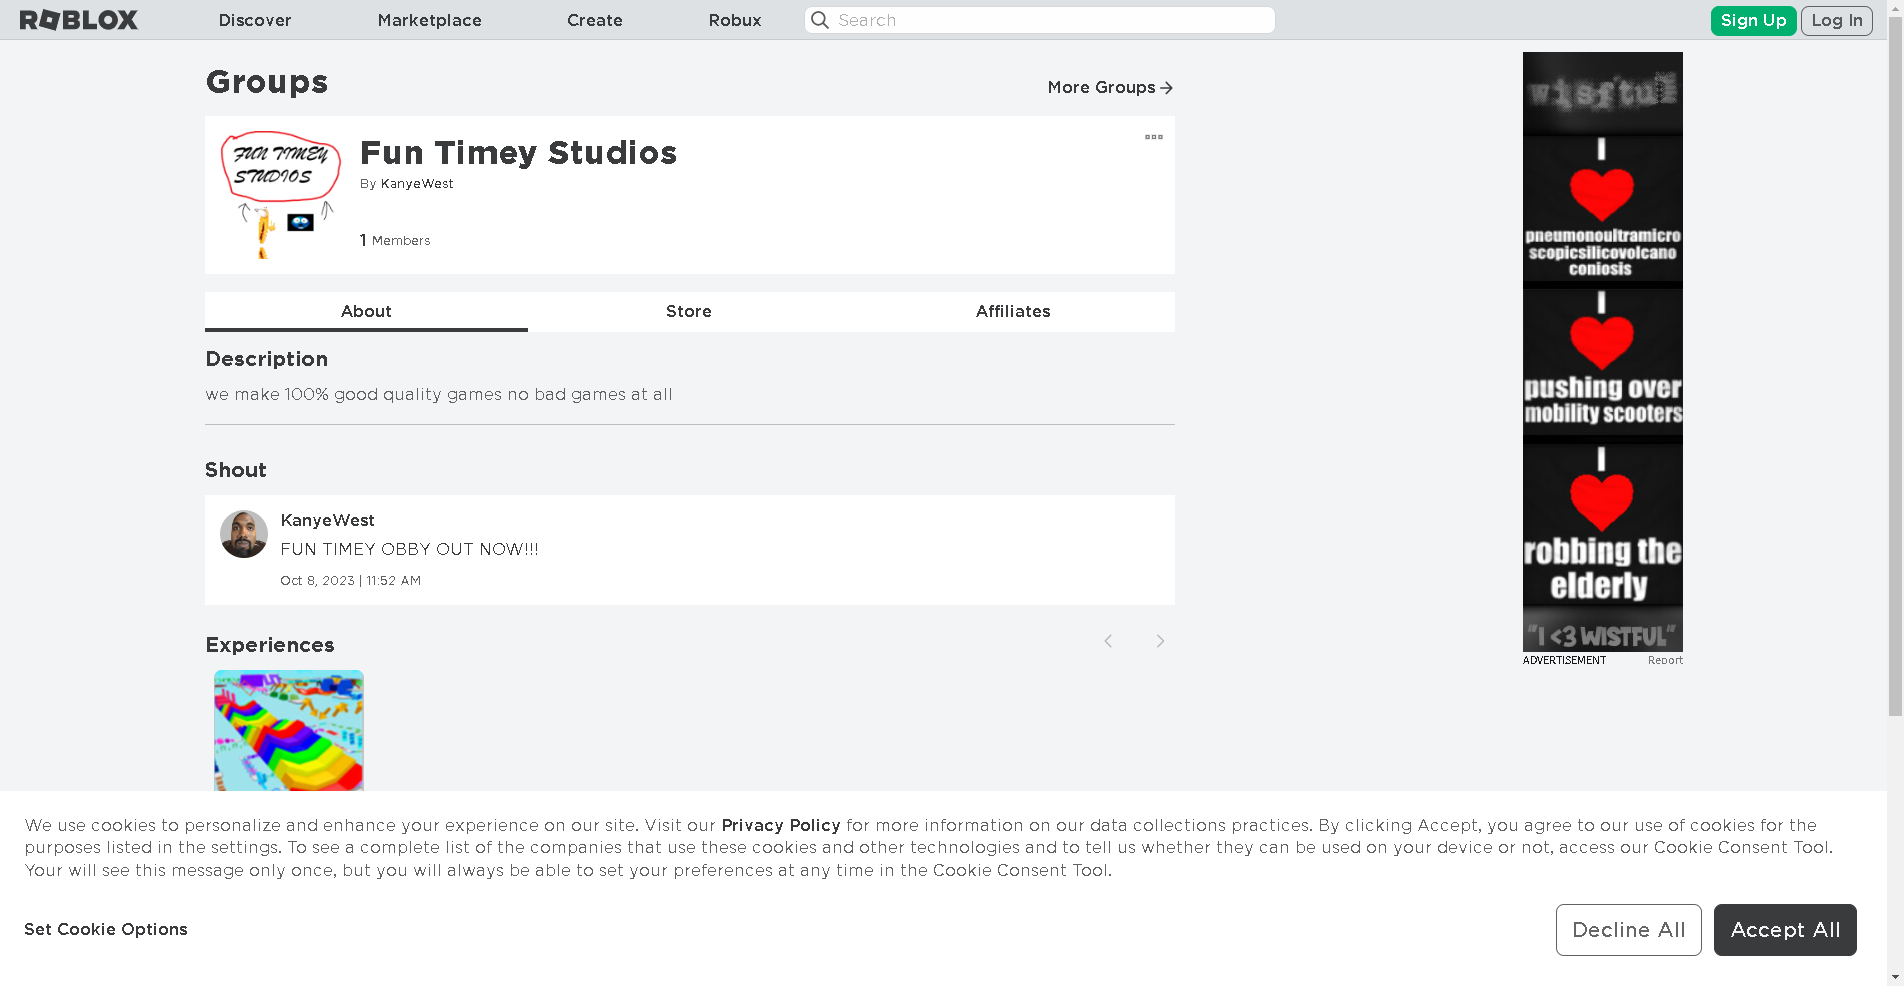 ROBLOX
Discover
Marketplace
Create
Robux
Search
Sign Up
Log In
Groups
More Groups
FUN TIMEY
STUDIOS
Fun Timey Studios
By KanyeWest
1 Members
About
Store
Affiliates
Description
we make 100% good quality games no bad games at all
Shout
KanyeWest
FUN TIMEY OBBY OUT NOW!!!
Oct 8, 2023 | 11:52 AM
Experiences
wistful
I
pneumonoultramicro
scopicsilicovolcano
coniosis
I
pushing over
mobility scooters
I
robbing the
elderly
"I <3 WISTFUL"
ADVERTISEMENT
Report
We use cookies to personalize and enhance your experience on our site. Visit our Privacy Policy for more information on our data collections practices. By clicking Accept, you agree to our use of cookies for the
purposes listed in the settings. To see a complete list of the companies that use these cookies and other technologies and to tell us whether they can be used on your device or not, access our Cookie Consent Tool.
Your will see this message only once, but you will always be able to set your preferences at any time in the Cookie Consent Tool.
Set Cookie Options
Decline All
Accept All